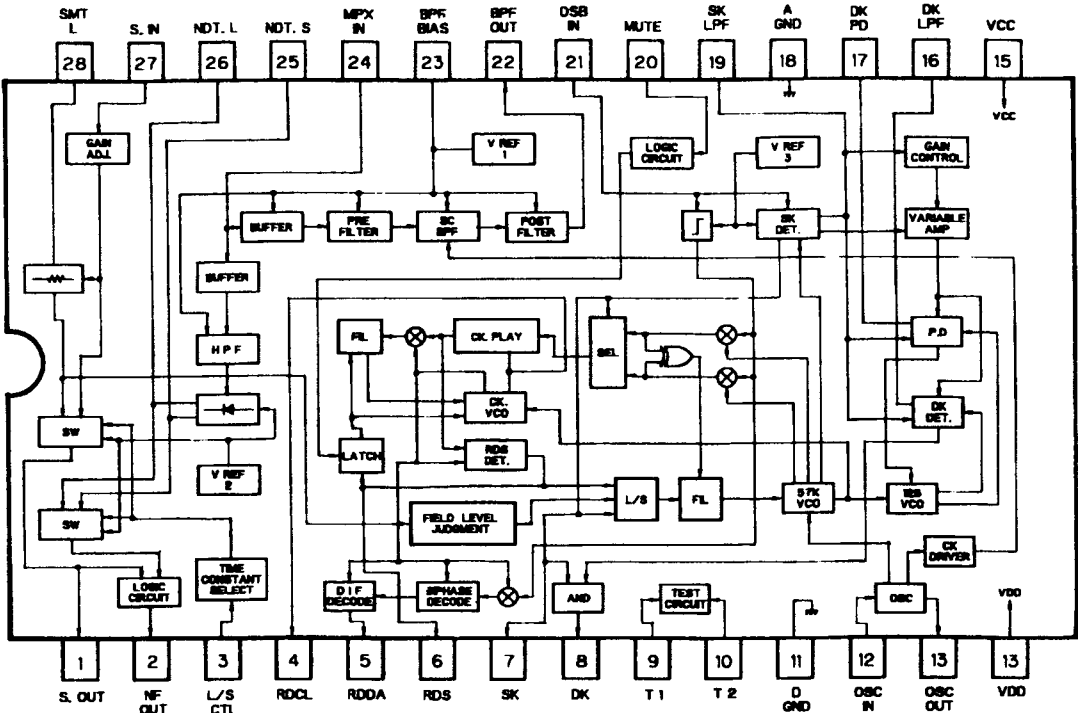 SMT
L
S. IN
NDT. L
NDT. S
MPX
IN
BPF
BIAS
BPF
OUT
DSB
IN
MUTE
SK
LPF
A
GND
DK
PD
DK
LPF
VCC
28
27
26
25
24
23
22
21
20
19
18
17
16
15
VCC
GAIN
ADJ.
V REF
1
LOGIC
CIRCUIT
V REF
3
GAIN
CONTROL
BUFFER
PRE
FILTER
SC
BPF
POST
FILTER
SK
DET.
VARIABLE
AMP
BUFFER
HPF
FIL
CK. PLAY
SEL
P.D
CK.
VCO
DK
DET.
SW
LATCH
RDS
DET.
V REF
2
L/S
FIL
57K
VCO
125
VCO
SW
FIELD LEVEL
JUDGMENT
CK
DRIVER
TIME
CONSTANT
SELECT
LOGIC
CIRCUIT
DIF
DECODE
BPHASE
DECODE
AND
TEST
CIRCUIT
OSC
VDD
1
2
3
4
5
6
7
8
9
10
11
12
13
13
S. OUT
NF
OUT
L/S
CTL
RDCL
RDDA
RDS
SK
DK
T1
T2
D
GND
OSC
IN
OSC
OUT
VDD